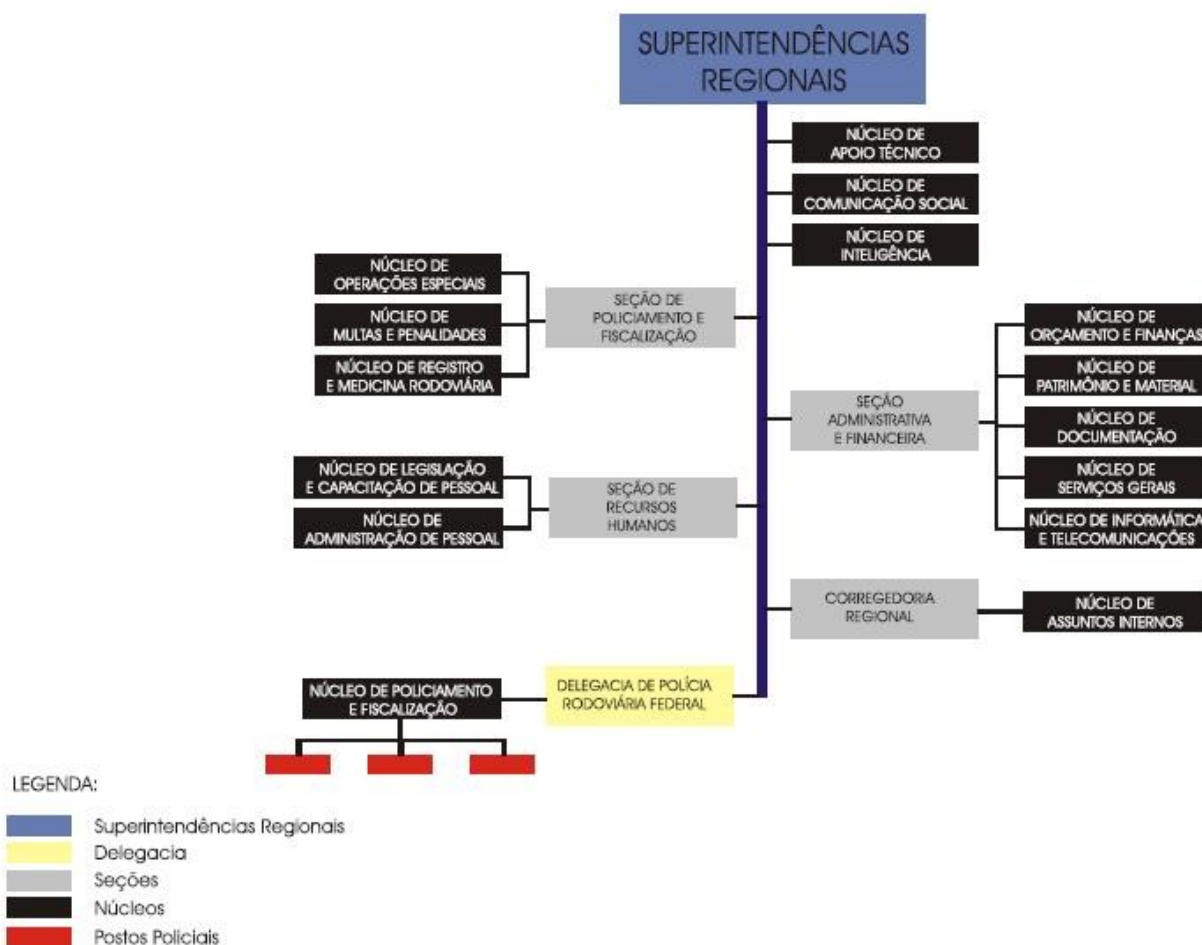 SUPERINTENDÊNCIAS
REGIONAIS
NÚCLEO DE
APOIO TÉCNICO
NÚCLEO DE
COMUNICAÇÃO SOCIAL
NÚCLEO DE
INTELIGÊNCIA
NÚCLEO DE
OPERAÇÕES ESPECIAIS
NÚCLEO DE
MULTAS E PENALIDADES
NÚCLEO DE REGISTRO
E MEDICINA RODOVIÁRIA
SEÇÃO DE
POLICIAMENTO E
FISCALIZAÇÃO
SEÇÃO
ADMINISTRATIVA
E FINANCEIRA
NÚCLEO DE
ORÇAMENTO E FINANÇAS
NÚCLEO DE
PATRIMÔNIO E MATERIAL
NÚCLEO DE
DOCUMENTAÇÃO
NÚCLEO DE
SERVIÇOS GERAIS
NÚCLEO DE INFORMÁTICA
E TELECOMUNICAÇÕES
NÚCLEO DE LEGISLAÇÃO
E CAPACITAÇÃO DE PESSOAL
NÚCLEO DE
ADMINISTRAÇÃO DE PESSOAL
SEÇÃO DE
RECURSOS
HUMANOS
CORREGEDORIA
REGIONAL
NÚCLEO DE
ASSUNTOS INTERNOS
NÚCLEO DE POLICIAMENTO
E FISCALIZAÇÃO
DELEGACIA DE POLÍCIA
RODOVIÁRIA FEDERAL
LEGENDA:
Superintendências Regionais
Delegacia
Seções
Núcleos
Postos Policiais